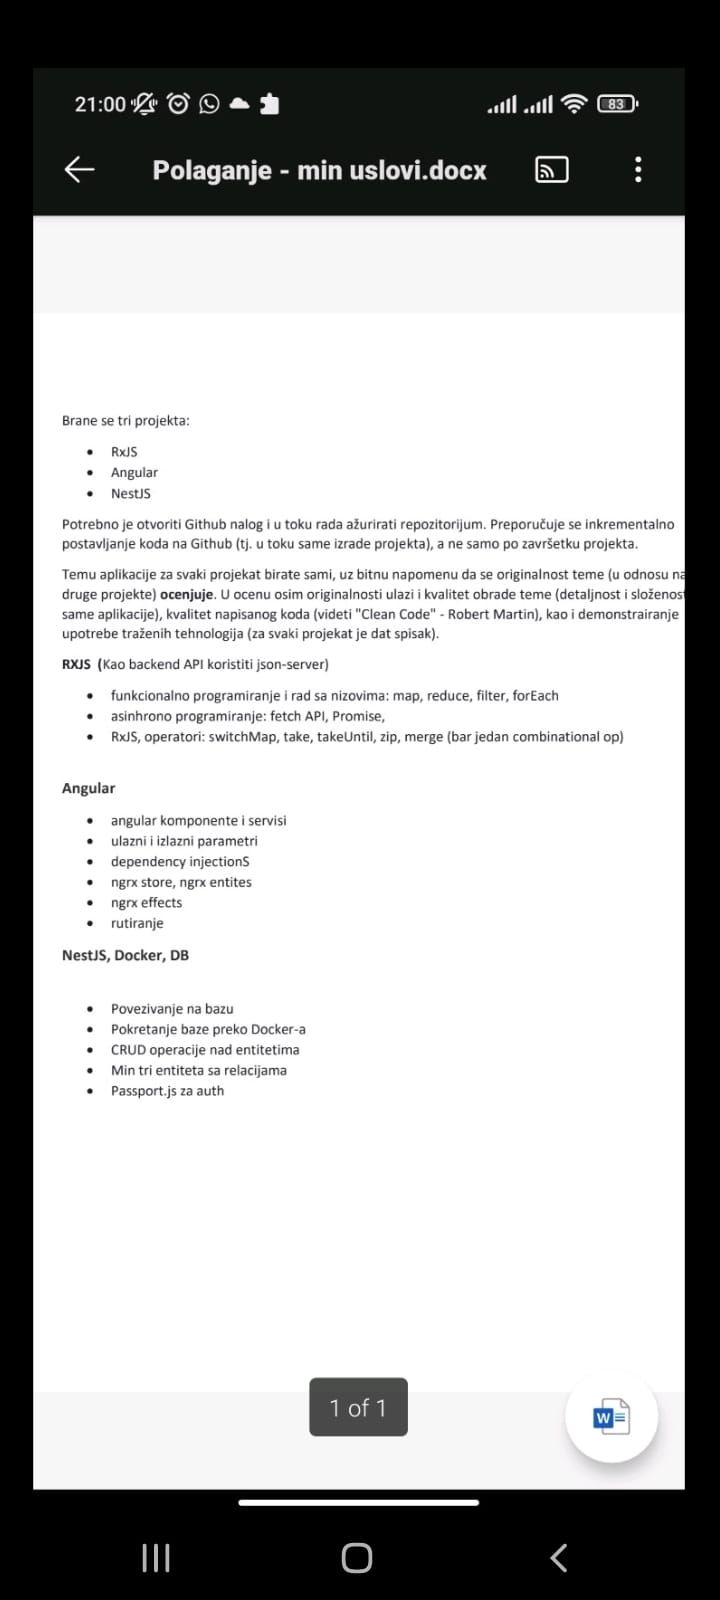 21:00
83
Polaganje - min uslovi.docx
Brane se tri projekta:
• RxJS
• Angular
• NestJS
Potrebno je otvoriti Github nalog i u toku rada ažurirati repozitorijum. Preporučuje se inkrementalno
postavljanje koda na Github (tj. u toku same izrade projekta), a ne samo po završetku projekta.
Temu aplikacije za svaki projekat birate sami, uz bitnu napomenu da se originalnost teme (u odnosu na
druge projekte) ocenjuje. U ocenu osim originalnosti ulazi i kvalitet obrade teme (detaljnost i složenost
same aplikacije), kvalitet napisanog koda (videti "Clean Code" - Robert Martin), kao i demonstrairanje
upotrebe traženih tehnologija (za svaki projekat je dat spisak).
RXJS (Kao backend API koristiti json-server)
• funkcionalno programiranje i rad sa nizovima: map, reduce, filter, forEach
• asinhrono programiranje: fetch API, Promise,
• RxJS, operatori: switchMap, take, takeUntil, zip, merge (bar jedan combinational op)
Angular
• angular komponente i servisi
• ulazni i izlazni parametri
• dependency injectionS
• ngrx store, ngrx entites
• ngrx effects
• rutiranje
NestJS, Docker, DB
• Povezivanje na bazu
• Pokretanje baze preko Docker-a
• CRUD operacije nad entitetima
• Min tri entiteta sa relacijama
• Passport.js za auth
1 of 1
W